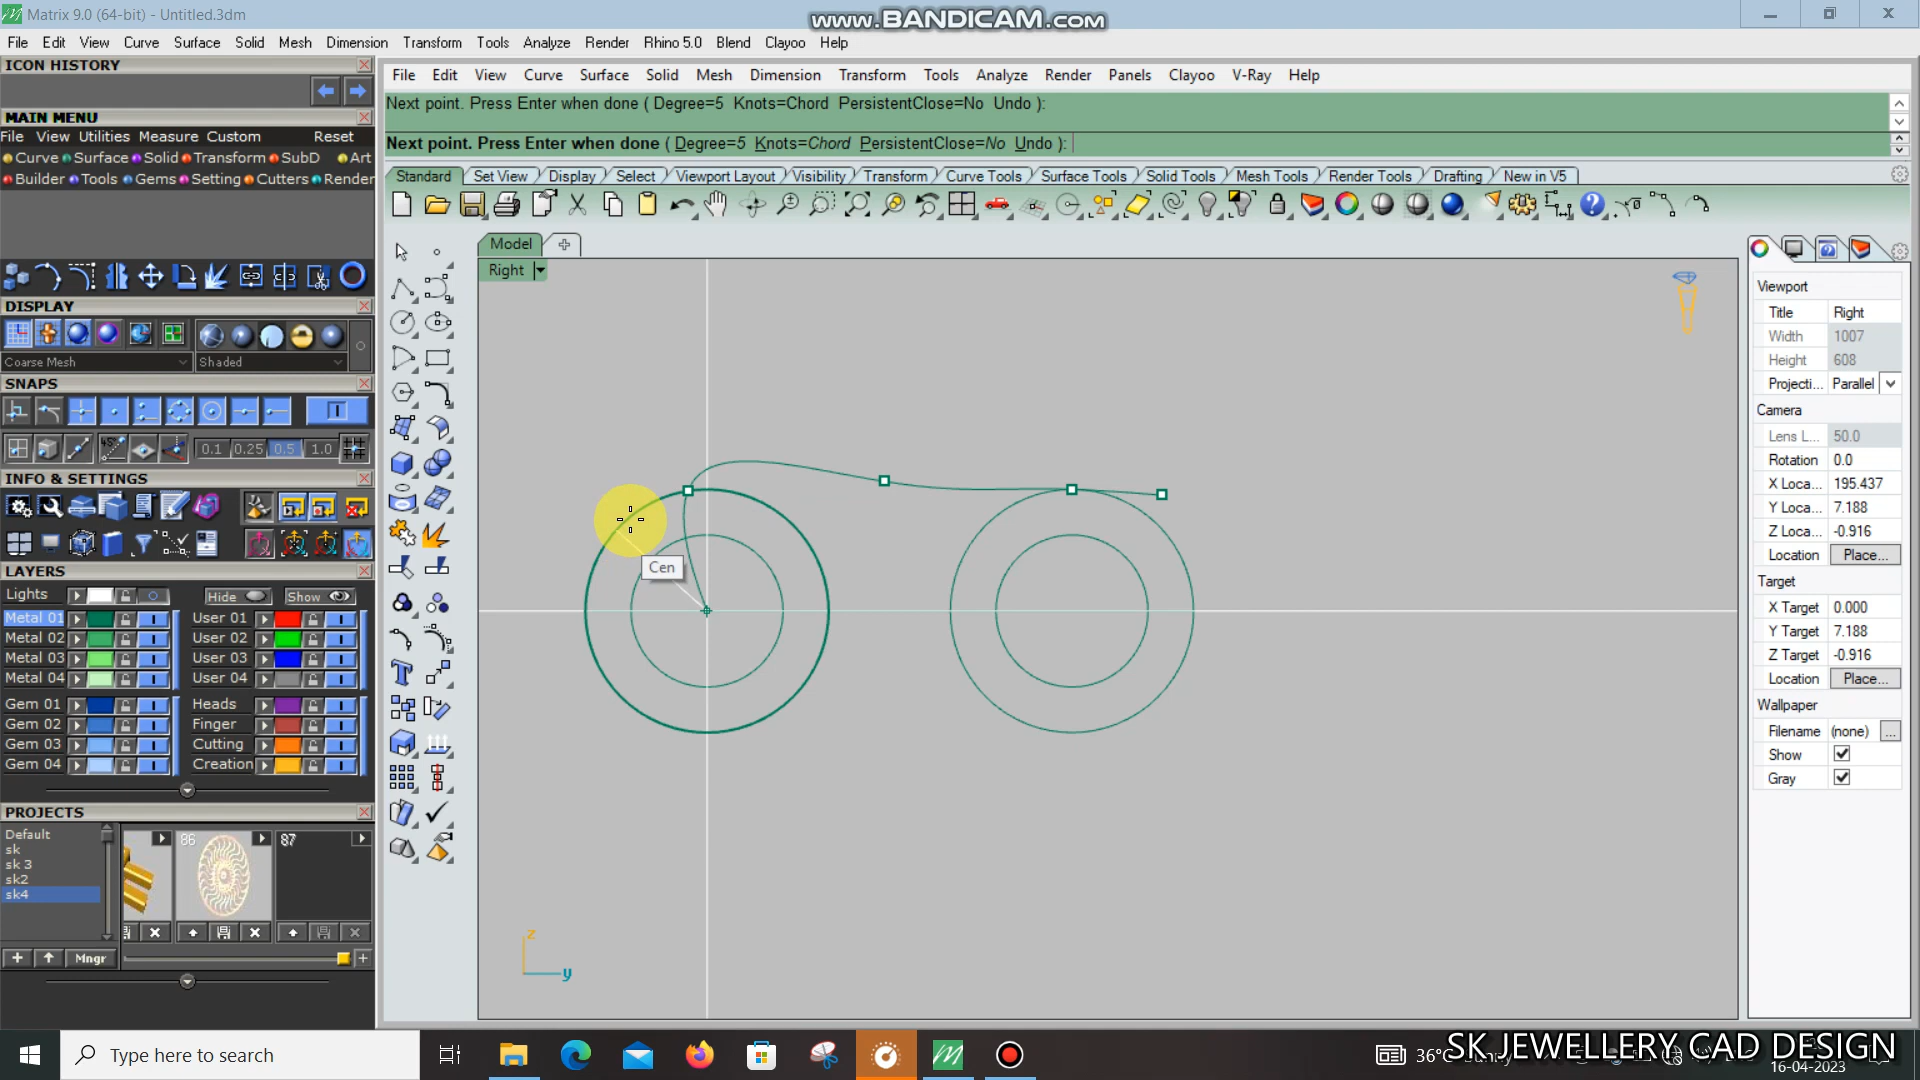 Matrix 9.0 (64-bit) - Untitled.3dm
www.BANDICAM.com
File Edit View Curve Surface Solid Mesh Dimension Transform Tools Analyze Render Rhino 5.0 Blend Clayoo Help
ICON HISTORY
MAIN MENU
File View Utilities Measure Custom Reset
Curve Surface Solid Transform SubD Art
Builder Tools Gems Setting Cutters Render
DISPLAY
Coarse Mesh Shaded
SNAPS
0.1 0.25 0.5 1.0
INFO & SETTINGS
LAYERS
Lights Hide Show
Metal 01 User 01
Metal 02 User 02
Metal 03 User 03
Metal 04 User 04
Gem 01 Heads
Gem 02 Finger
Gem 03 Cutting
Gem 04 Creation
PROJECTS
Default
sk
sk 3
sk2
sk4
86 87
Mngr
File Edit View Curve Surface Solid Mesh Dimension Transform Tools Analyze Render Panels Clayoo V-Ray Help
Next point. Press Enter when done ( Degree=5 Knots=Chord PersistentClose=No Undo ):
Next point. Press Enter when done ( Degree=5 Knots=Chord PersistentClose=No Undo ):
Standard Set View Display Select Viewport Layout Visibility Transform Curve Tools Surface Tools Solid Tools Mesh Tools Render Tools Drafting New in V5
Model
Right
Cen
z
y
Viewport
Title Right
Width 1007
Height 608
Projecti... Parallel
Camera
Lens L... 50.0
Rotation 0.0
X Loca... 195.437
Y Loca... 7.188
Z Loca... -0.916
Location Place...
Target
X Target 0.000
Y Target 7.188
Z Target -0.916
Location Place...
Wallpaper
Filename (none) ...
Show
Gray
Type here to search
36°C
SK JEWELLERY CAD DESIGN
16-04-2023